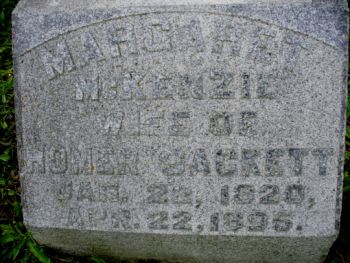 MARGARET
McKENZIE
WIFE OF
HOMER SACKETT
JAN. 22, 1820,
APR. 22, 1895.